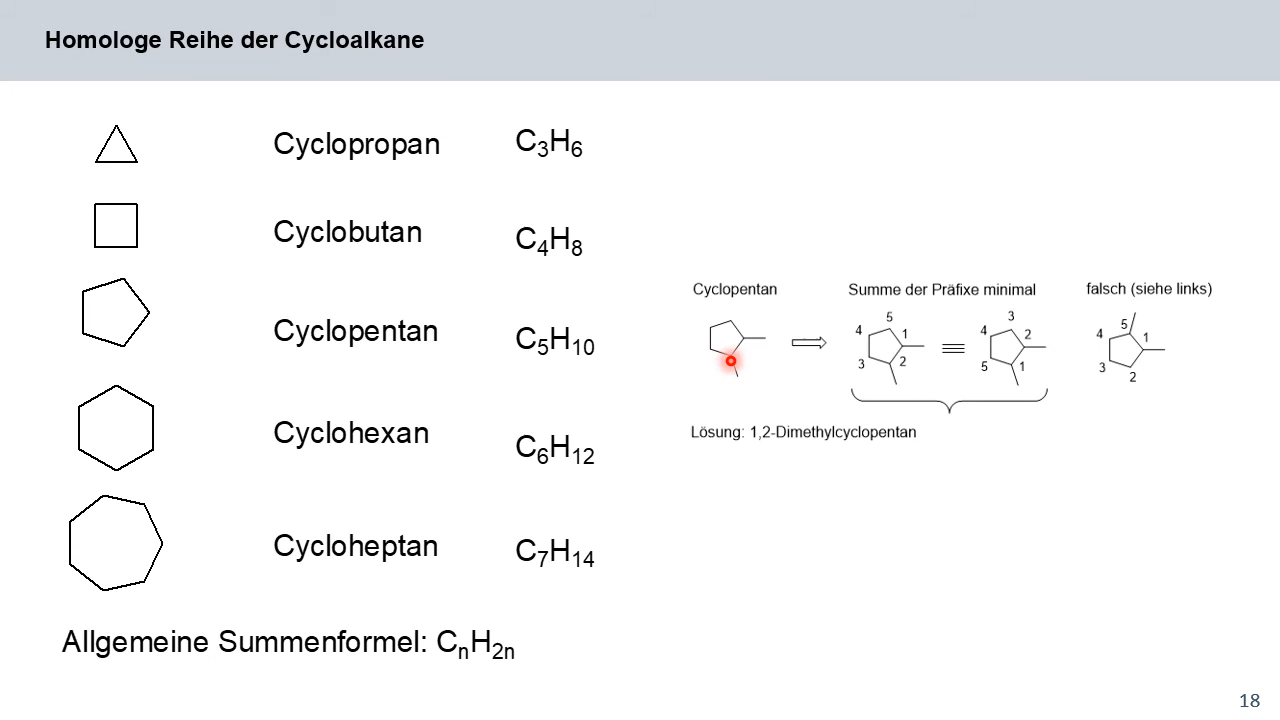 Homologe Reihe der Cycloalkane
Cyclopropan C₃H₆
Cyclobutan C₄H₈
Cyclopentan C₅H₁₀
Cyclohexan C₆H₁₂
Cycloheptan C₇H₁₄
Allgemeine Summenformel: CₙH₂ₙ
Cyclopentan Summe der Präfixe minimal falsch (siehe links)
5 3 5
4 1 4 2 4 1
3 2 5 1 3 2
Lösung: 1,2-Dimethylcyclopentan
18